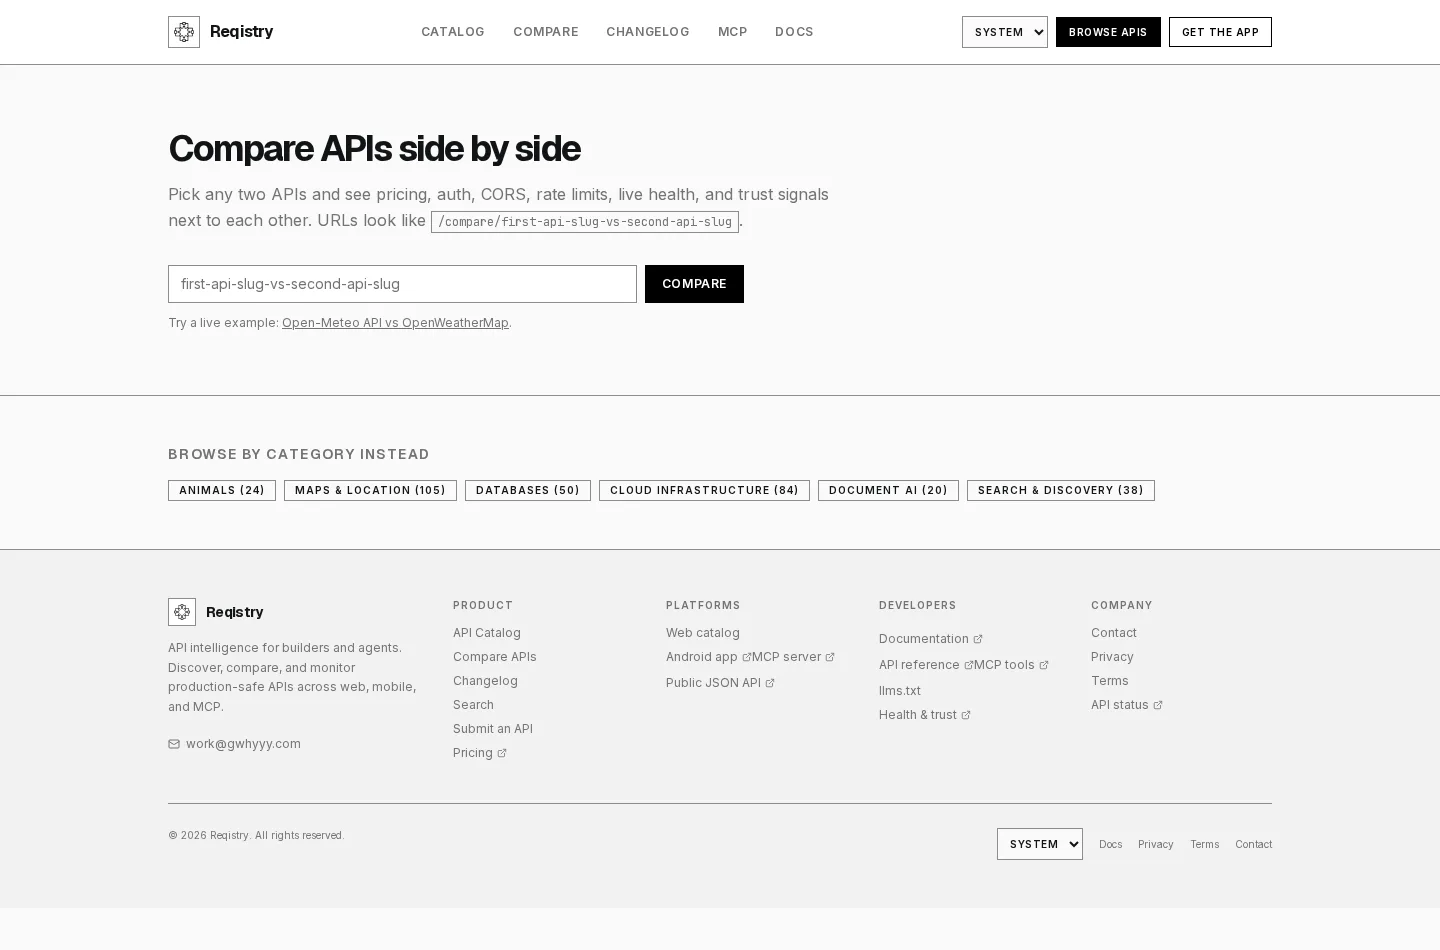 Reqistry
CATALOG
COMPARE
CHANGELOG
MCP
DOCS
SYSTEM
BROWSE APIS
GET THE APP
Compare APIs side by side
Pick any two APIs and see pricing, auth, CORS, rate limits, live health, and trust signals
next to each other. URLs look like /compare/first-api-slug-vs-second-api-slug.
first-api-slug-vs-second-api-slug
COMPARE
Try a live example: Open-Meteo API vs OpenWeatherMap.
BROWSE BY CATEGORY INSTEAD
ANIMALS (24)
MAPS & LOCATION (105)
DATABASES (50)
CLOUD INFRASTRUCTURE (84)
DOCUMENT AI (20)
SEARCH & DISCOVERY (38)
Reqistry
API intelligence for builders and agents.
Discover, compare, and monitor
production-safe APIs across web, mobile,
and MCP.
work@gwhyyy.com
PRODUCT
API Catalog
Compare APIs
Changelog
Search
Submit an API
Pricing
PLATFORMS
Web catalog
Android app MCP server
Public JSON API
DEVELOPERS
Documentation
API reference MCP tools
llms.txt
Health & trust
COMPANY
Contact
Privacy
Terms
API status
© 2026 Reqistry. All rights reserved.
SYSTEM
Docs
Privacy
Terms
Contact